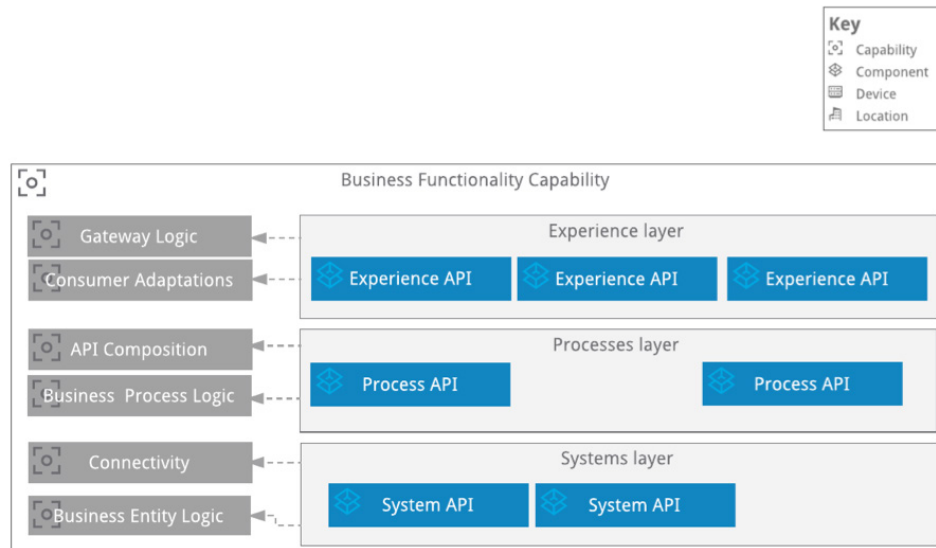 Key
Capability
Component
Device
Location
Business Functionality Capability
Gateway Logic
Experience layer
Consumer Adaptations
Experience API
Experience API
Experience API
API Composition
Processes layer
Business Process Logic
Process API
Process API
Connectivity
Systems layer
Business Entity Logic
System API
System API